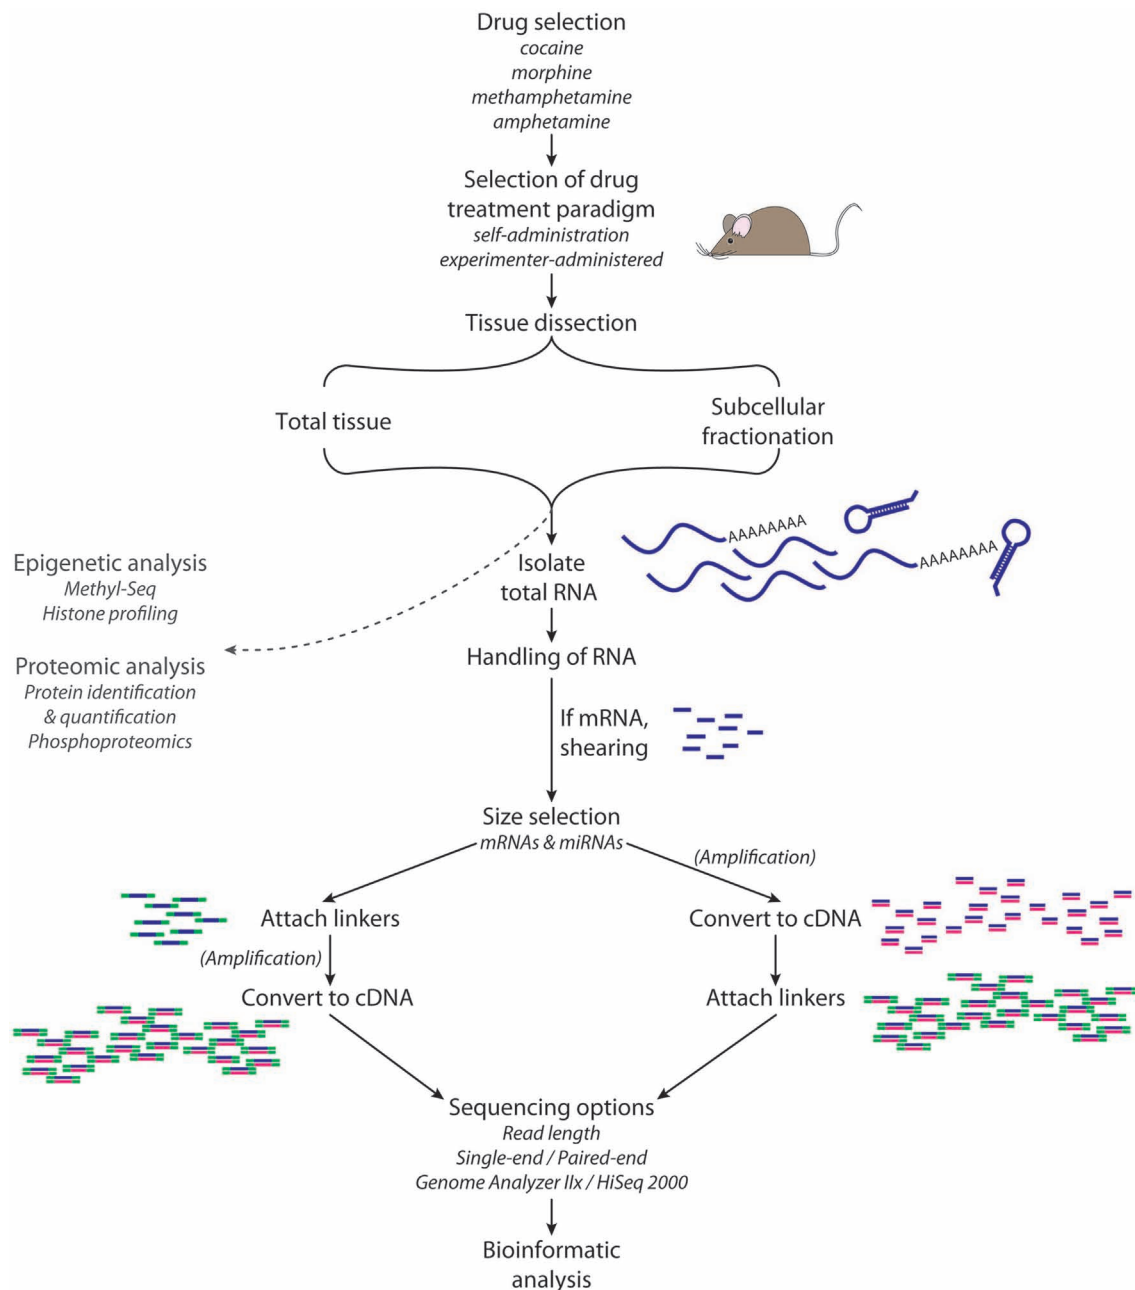 Drug selection
cocaine
morphine
methamphetamine
amphetamine
Selection of drug
treatment paradigm
self-administration
experimenter-administered
Tissue dissection
Total tissue
Subcellular
fractionation
AAAAAAAA
AAAAAAAA
Isolate
total RNA
Epigenetic analysis
Methyl-Seq
Histone profiling
Proteomic analysis
Protein identification
& quantification
Phosphoproteomics
Handling of RNA
If mRNA,
shearing
Size selection
mRNAs & miRNAs
(Amplification)
Attach linkers
(Amplification)
Convert to cDNA
Convert to cDNA
Attach linkers
Sequencing options
Read length
Single-end / Paired-end
Genome Analyzer IIx / HiSeq 2000
Bioinformatic
analysis